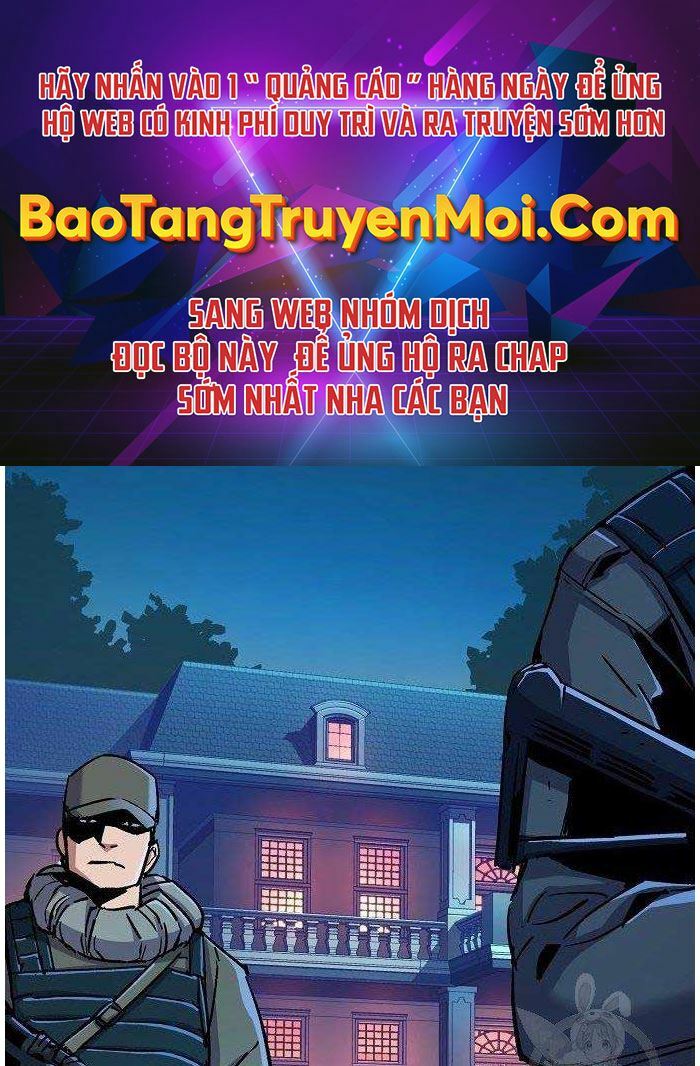 HÃY NHẤN VÀO 1 “ QUẢNG CÁO ” HÀNG NGÀY ĐỂ ỦNG
HỘ WEB CÓ KINH PHÍ DUY TRÌ VÀ RA TRUYỆN SỚM HƠN
BaoTangTruyenMoi.Com
SANG WEB NHÓM DỊCH
ĐỌC BỘ NÀY ĐỂ ỦNG HỘ RA CHAP
SỚM NHẤT NHA CÁC BẠN